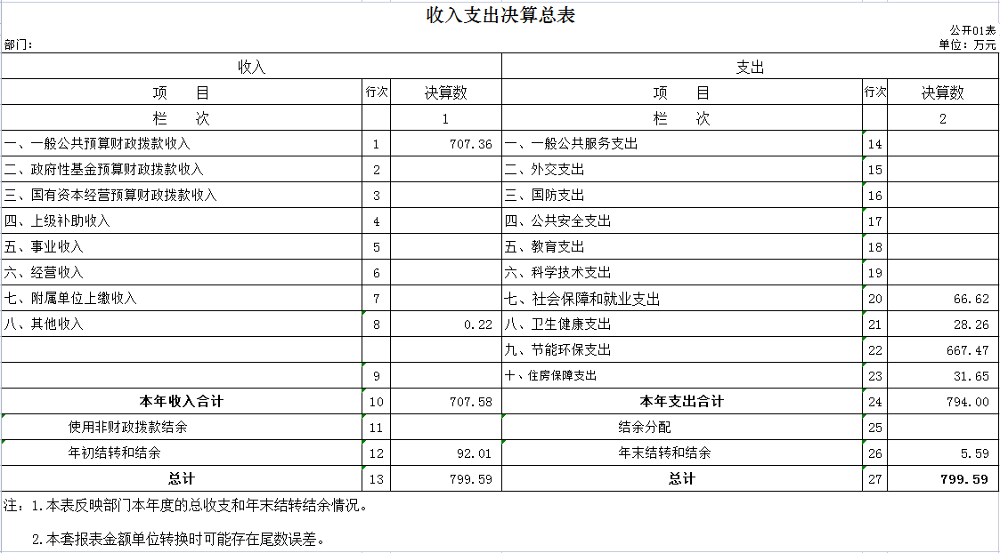 收入支出决算总表
公开01表
部门:
单位：万元
收入 支出
项 目 行次 决算数 项 目 行次 决算数
栏 次 1 栏 次 2
一、一般公共预算财政拨款收入 1 707.36 一、一般公共服务支出 14
二、政府性基金预算财政拨款收入 2 二、外交支出 15
三、国有资本经营预算财政拨款收入 3 三、国防支出 16
四、上级补助收入 4 四、公共安全支出 17
五、事业收入 5 五、教育支出 18
六、经营收入 6 六、科学技术支出 19
七、附属单位上缴收入 7 七、社会保障和就业支出 20 66.62
八、其他收入 8 0.22 八、卫生健康支出 21 28.26
九、节能环保支出 22 667.47
9 十、住房保障支出 23 31.65
本年收入合计 10 707.58 本年支出合计 24 794.00
使用非财政拨款结余 11 结余分配 25
年初结转和结余 12 92.01 年末结转和结余 26 5.59
总计 13 799.59 总计 27 799.59
注：1.本表反映部门本年度的总收支和年末结转结余情况。
2.本套报表金额单位转换时可能存在尾数误差。